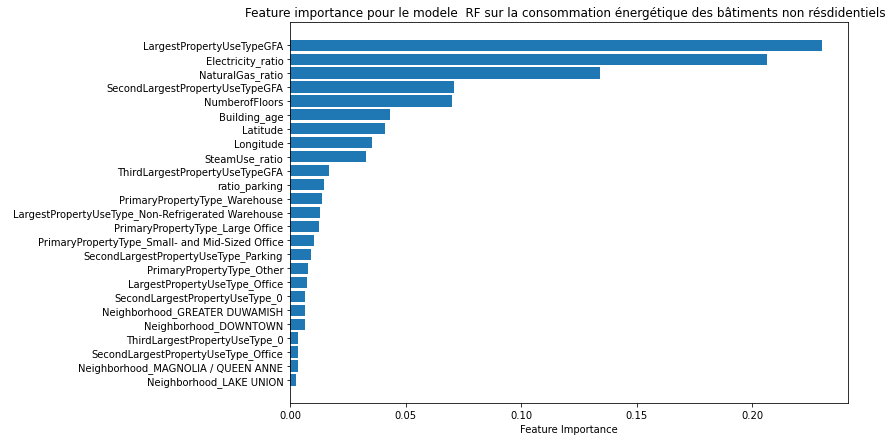 Feature importance pour le modele  RF sur la consommation énergétique des bâtiments non résdidentiels
LargestPropertyUseTypeGFA
Electricity_ratio
NaturalGas_ratio
SecondLargestPropertyUseTypeGFA
NumberofFloors
Building_age
Latitude
Longitude
SteamUse_ratio
ThirdLargestPropertyUseTypeGFA
ratio_parking
PrimaryPropertyType_Warehouse
LargestPropertyUseType_Non-Refrigerated Warehouse
PrimaryPropertyType_Large Office
PrimaryPropertyType_Small- and Mid-Sized Office
SecondLargestPropertyUseType_Parking
PrimaryPropertyType_Other
LargestPropertyUseType_Office
SecondLargestPropertyUseType_0
Neighborhood_GREATER DUWAMISH
Neighborhood_DOWNTOWN
ThirdLargestPropertyUseType_0
SecondLargestPropertyUseType_Office
Neighborhood_MAGNOLIA / QUEEN ANNE
Neighborhood_LAKE UNION
0.00 0.05 0.10 0.15 0.20
Feature Importance